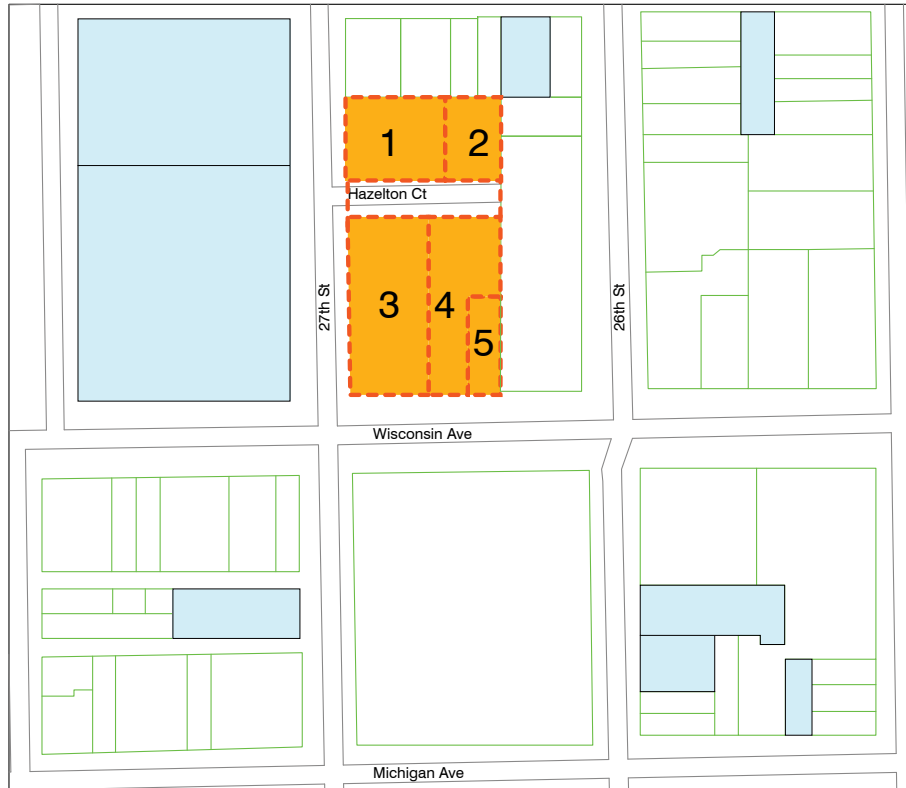 1
2
Hazelton Ct
27th St
3
4
5
26th St
Wisconsin Ave
Michigan Ave